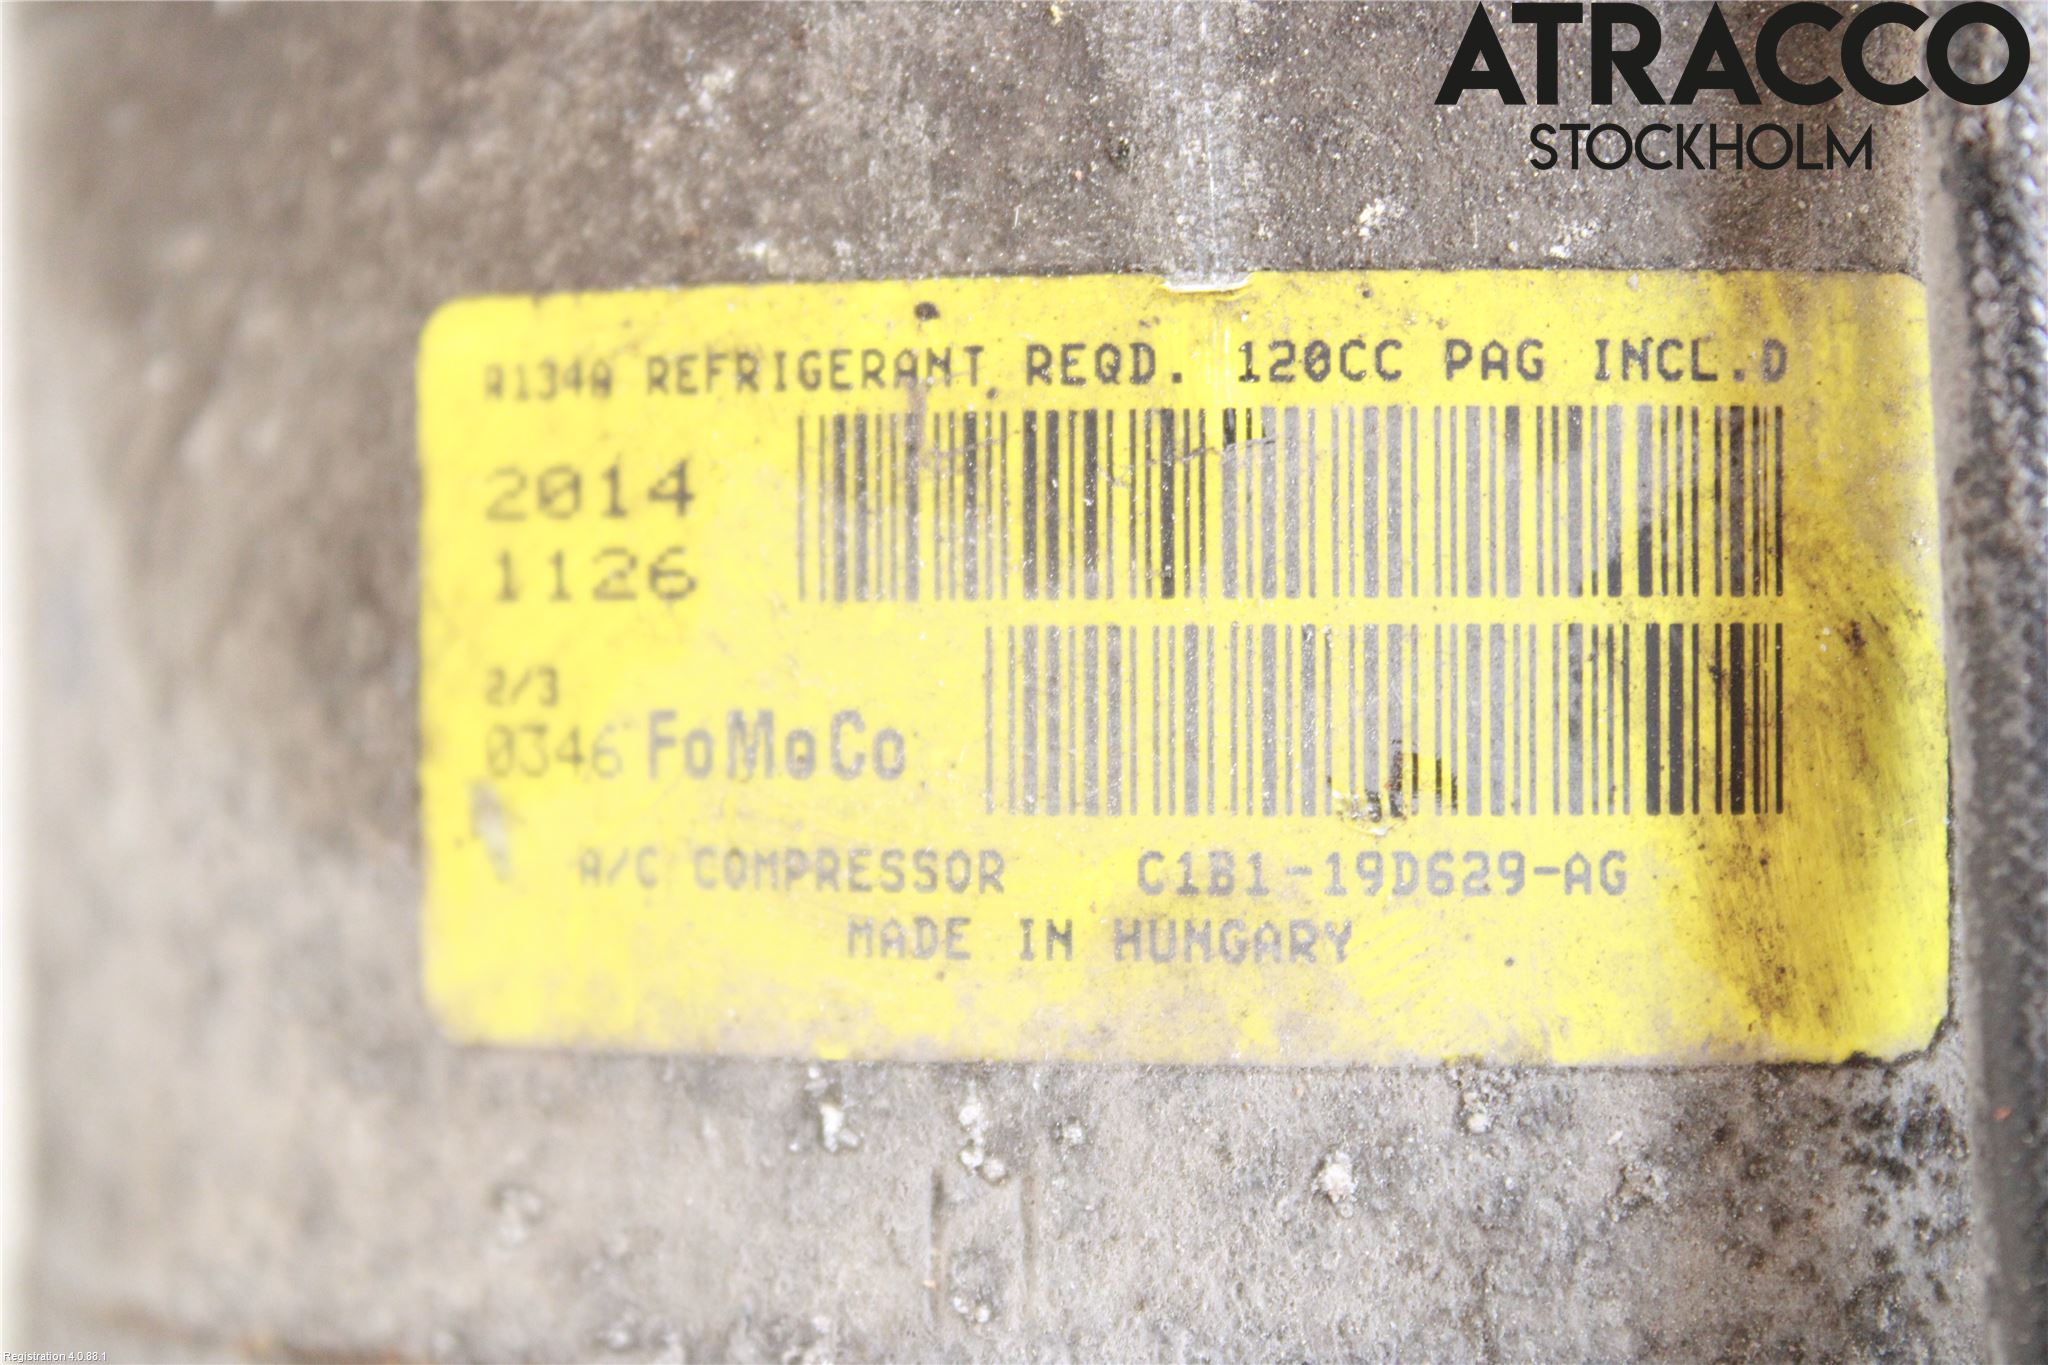 ATRACCO
STOCKHOLM
R134A REFRIGERANT REQD. 120CC PAG INCL.D
2014
1126
2/3
0346 FoMoCo
A/C COMPRESSOR C1B1-19D629-AG
MADE IN HUNGARY
Registration 4.0.88.1